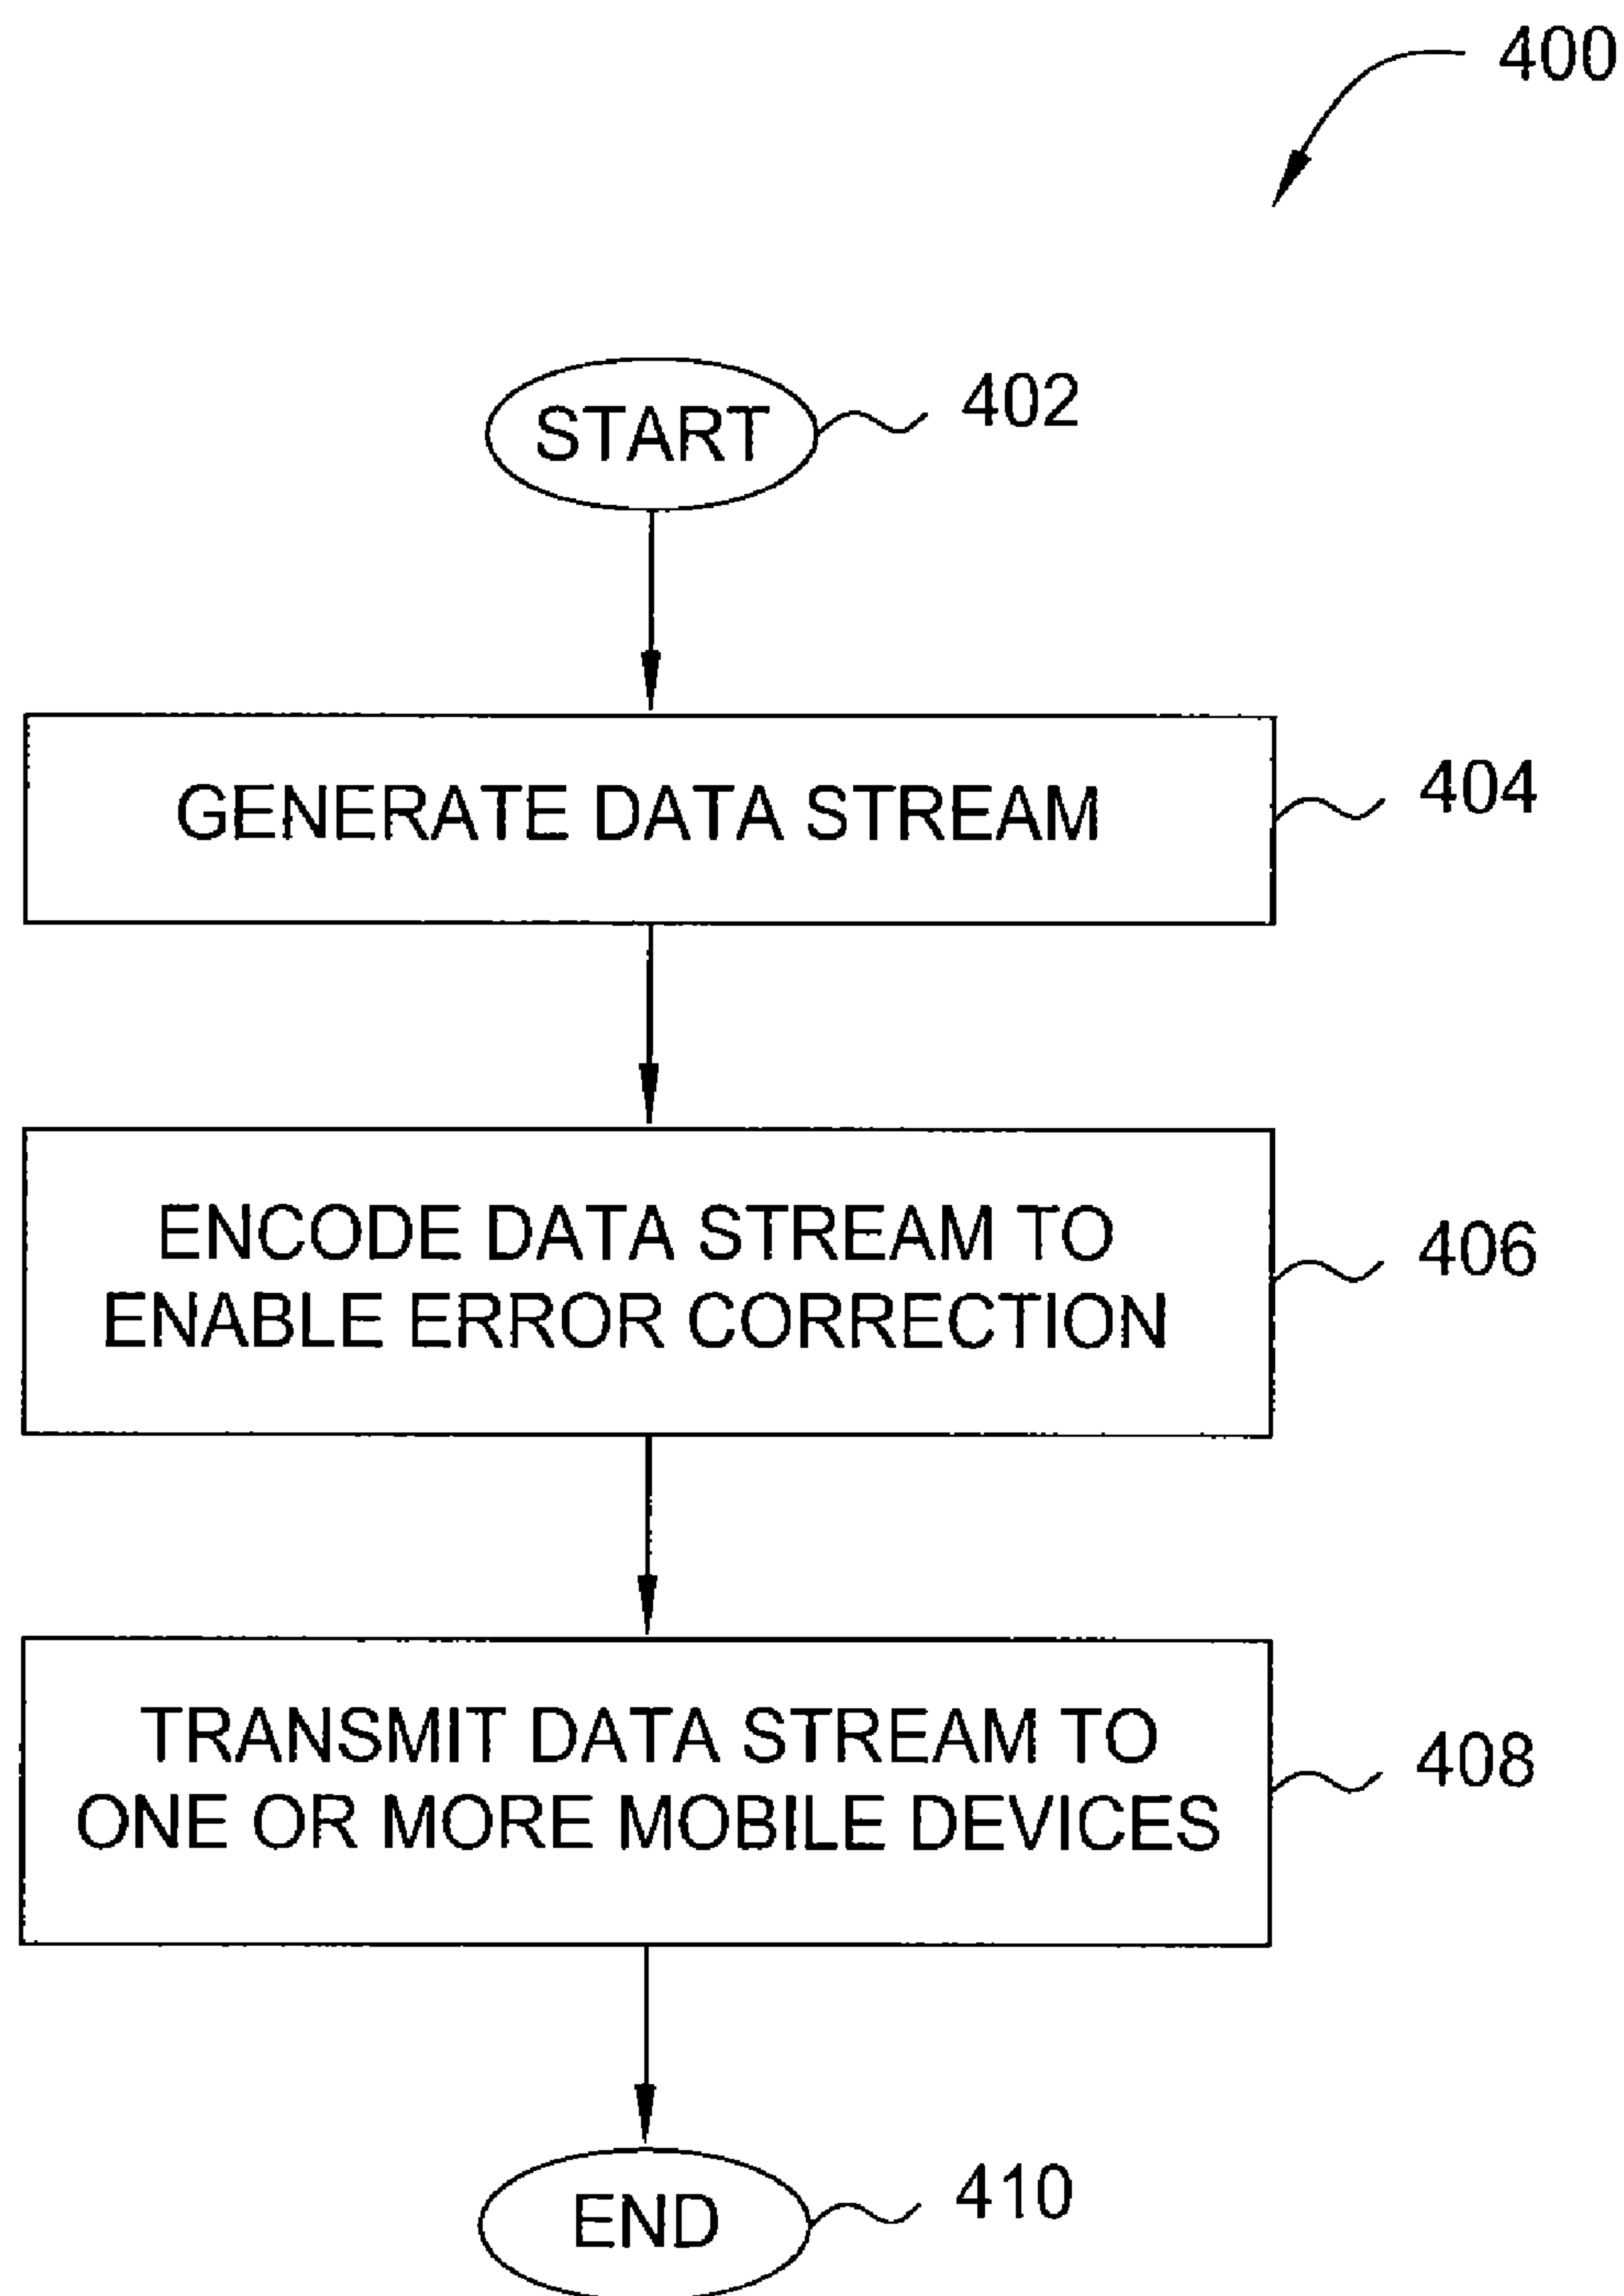 400
START
402
GENERATE DATA STREAM
404
ENCODE DATA STREAM TO
ENABLE ERROR CORRECTION
406
TRANSMIT DATA STREAM TO
ONE OR MORE MOBILE DEVICES
408
END
410